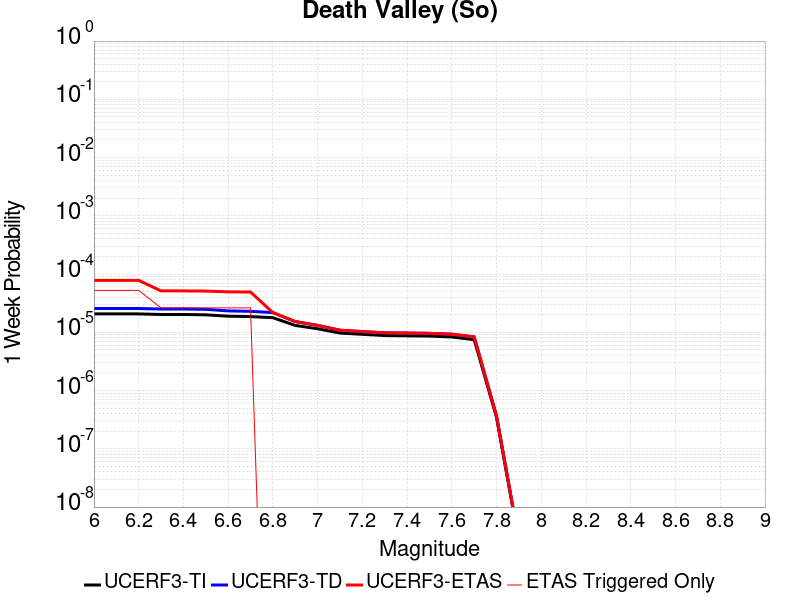 Death Valley (So)
10^0
10^-1
10^-2
10^-3
10^-4
10^-5
10^-6
10^-7
10^-8
1 Week Probability
6 6.2 6.4 6.6 6.8 7 7.2 7.4 7.6 7.8 8 8.2 8.4 8.6 8.8 9
Magnitude
UCERF3-TI UCERF3-TD UCERF3-ETAS ETAS Triggered Only